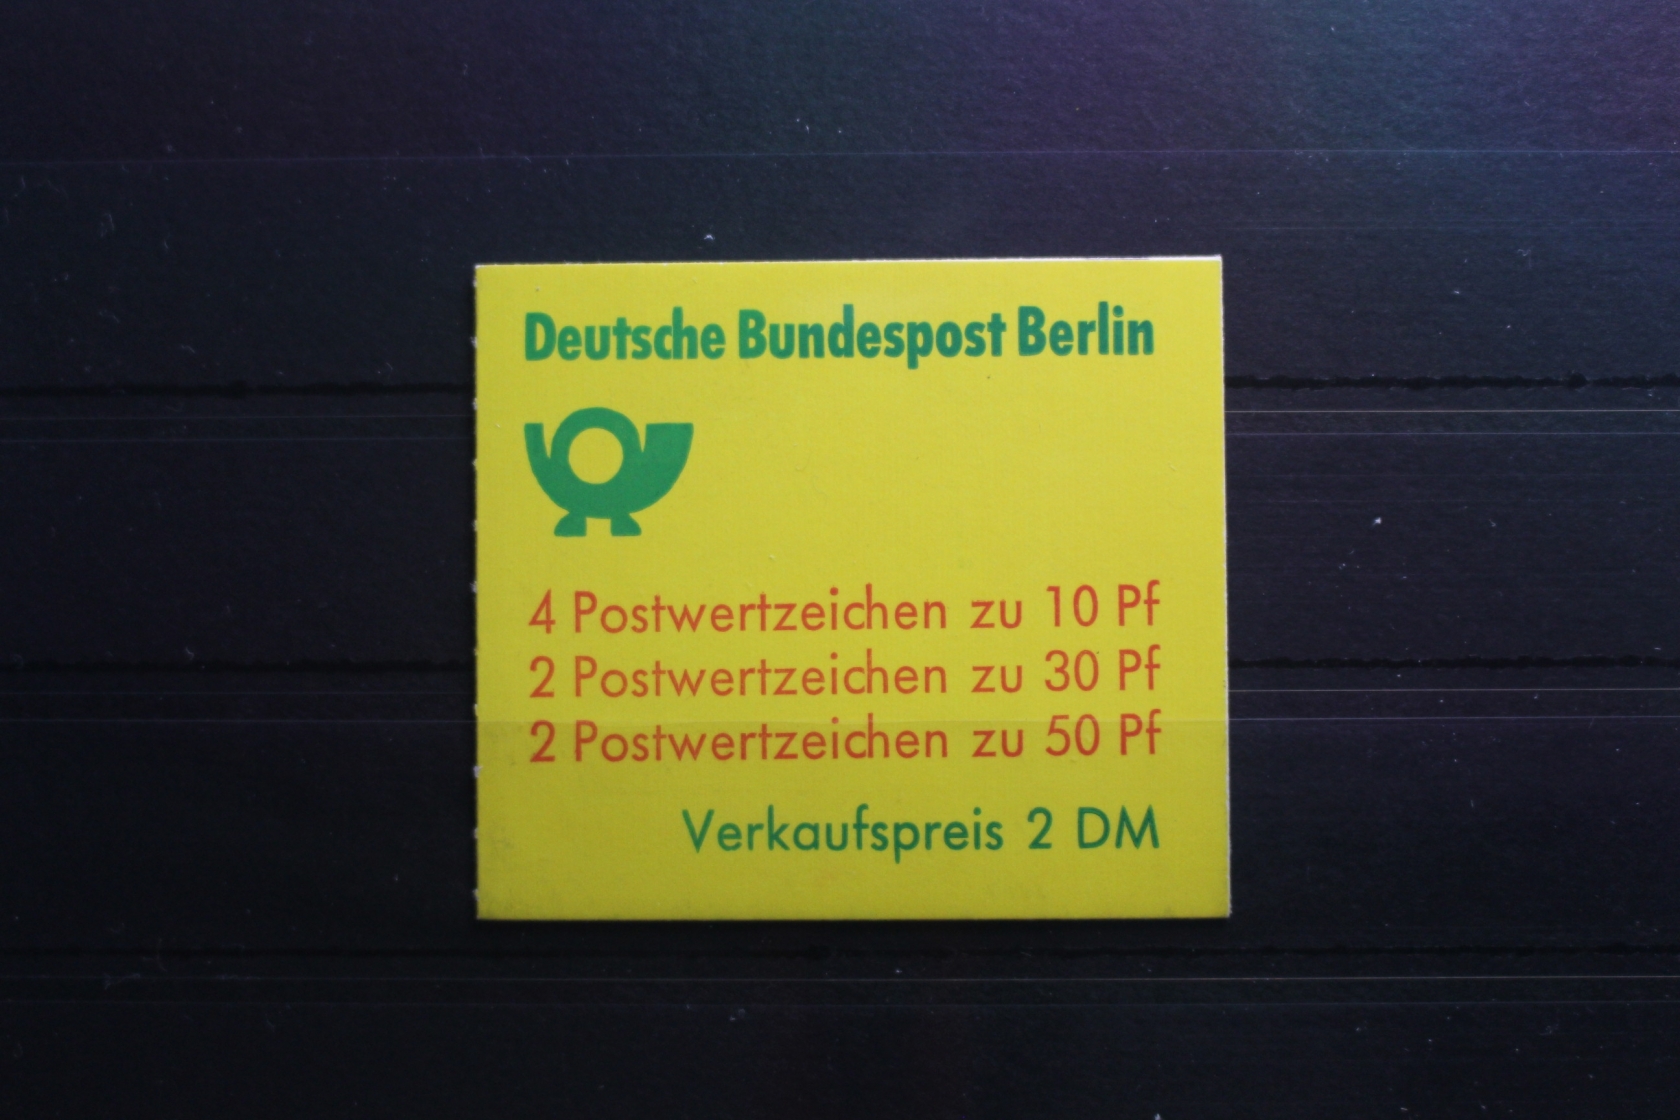 Deutsche Bundespost Berlin
4 Postwertzeichen zu 10 Pf
2 Postwertzeichen zu 30 Pf
2 Postwertzeichen zu 50 Pf
Verkaufspreis 2 DM